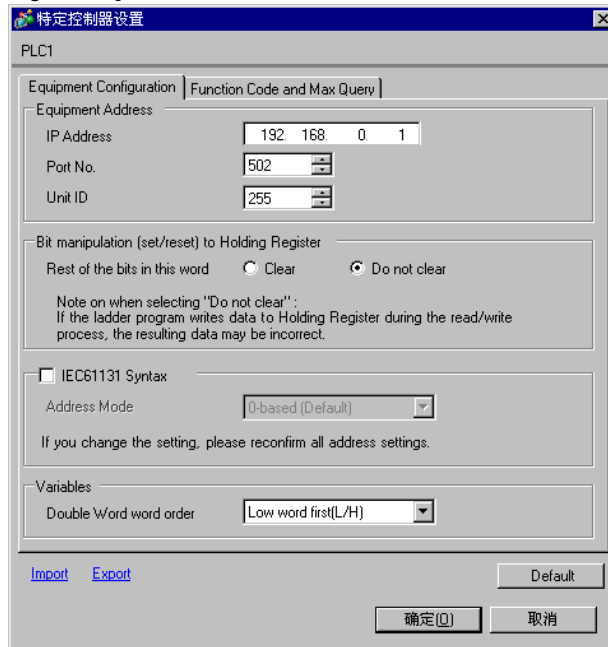 特定控制器设置
PLC1
Equipment Configuration Function Code and Max Query
Equipment Address
IP Address 192. 168. 0. 1
Port No. 502
Unit ID 255
Bit manipulation (set/reset) to Holding Register
Rest of the bits in this word Clear Do not clear
Note on when selecting "Do not clear" :
If the ladder program writes data to Holding Register during the read/write
process, the resulting data may be incorrect.
IEC61131 Syntax
Address Mode 0-based (Default)
If you change the setting, please reconfirm all address settings.
Variables
Double Word word order Low word first(L/H)
Import Export Default
确定(O) 取消